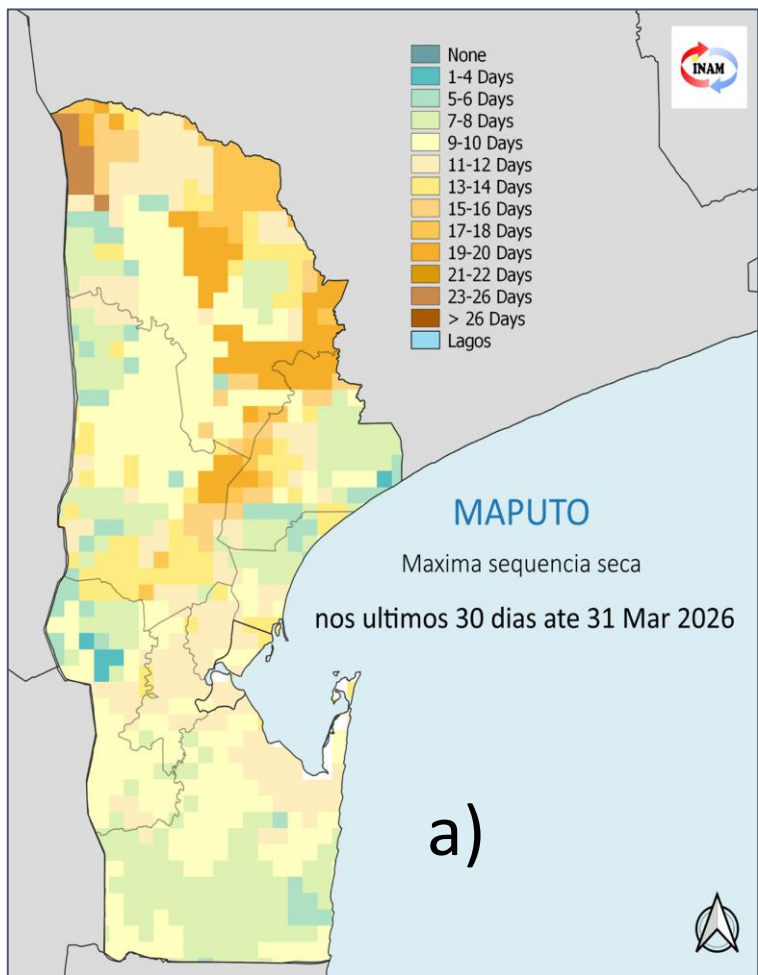 None
1-4 Days
5-6 Days
7-8 Days
9-10 Days
11-12 Days
13-14 Days
15-16 Days
17-18 Days
19-20 Days
21-22 Days
23-26 Days
> 26 Days
Lagos
INAM
MAPUTO
Maxima sequencia seca
nos ultimos 30 dias ate 31 Mar 2026
a)